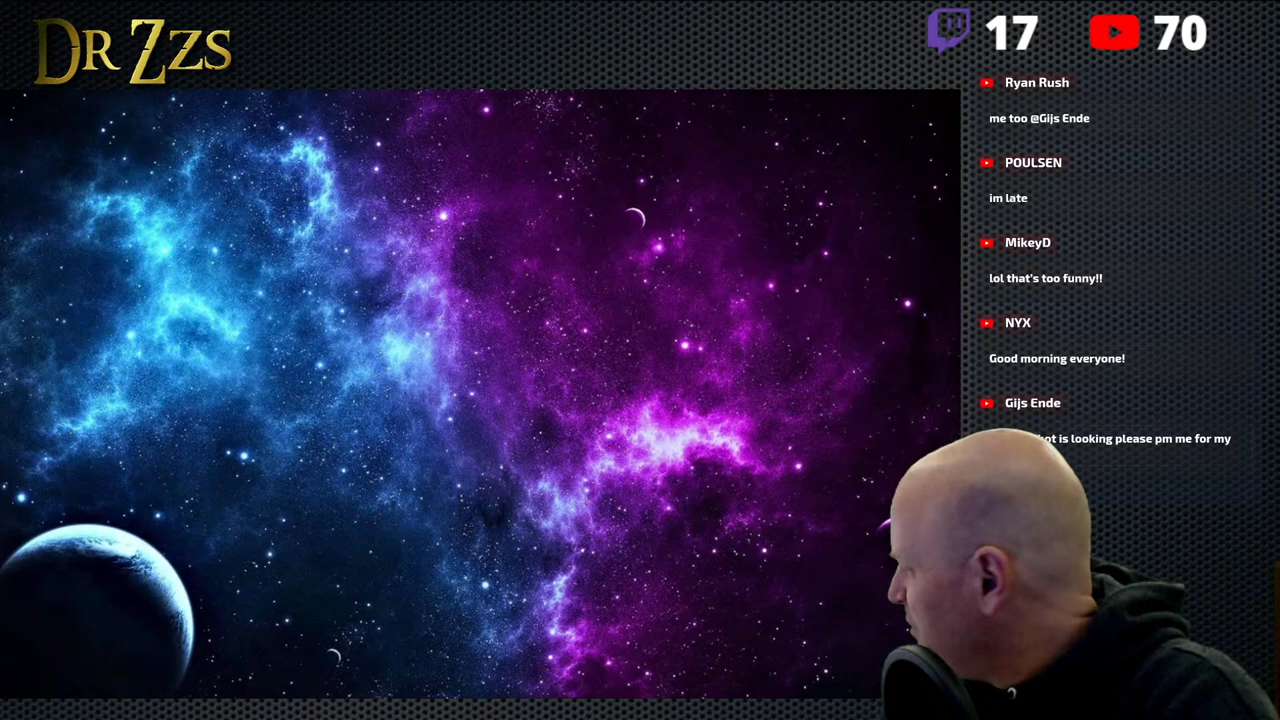 DR ZZS
17
70
Ryan Rush
me too @Gijs Ende
POULSEN
im late
MikeyD
lol that's too funny!!
NYX
Good morning everyone!
Gijs Ende
is looking please pm me for my